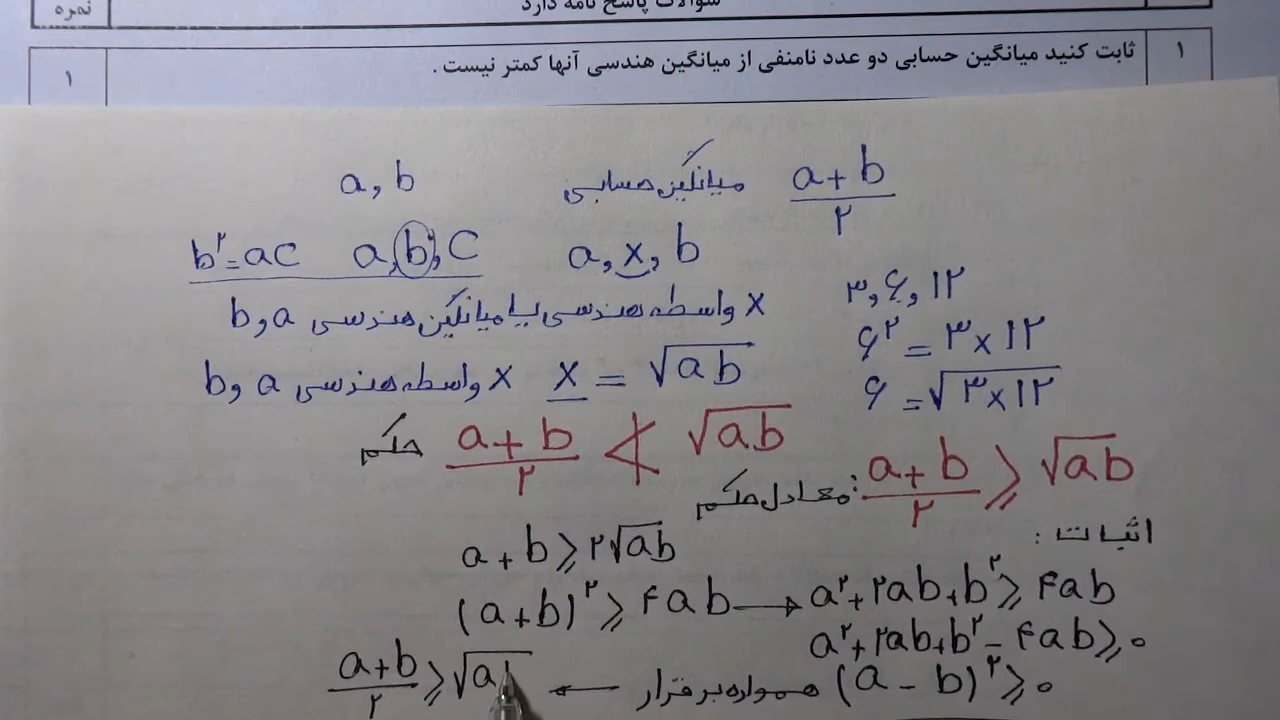 سوالات پاسخ نامه دارد نمره
۱ ثابت کنید میانگین حسابی دو عدد نامنفی از میانگین هندسی آنها کمتر نیست . ۱
a, b میانگین حسابی a+b/۲
b۲=ac a,b,c a, x, b
۳, ۶, ۱۲
x واسطه هندسی یا میانگین هندسی a و b
۶۲ = ۳×۱۲
x واسطه هندسی a و b x = √ab
۶ = √۳×۱۲
حکم a+b/۲ ≮ √ab
معادل حکم: a+b/۲ ⩾ √ab
اثبات :
a+b⩾۲√ab
(a+b)۲⩾۴ab → a۲+۲ab+b۲⩾۴ab
a۲+۲ab+b۲-۴ab⩾۰
(a-b)۲⩾۰ همواره برقرار ← a+b/۲ ⩾ √ab